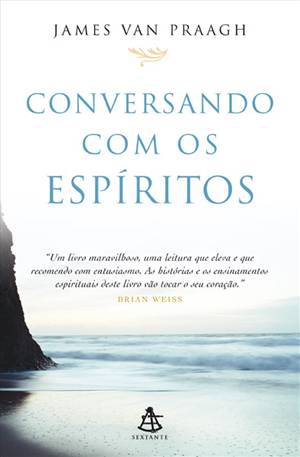 JAMES VAN PRAAGH
CONVERSANDO
COM OS
ESPÍRITOS
“Um livro maravilhoso, uma leitura que eleva e que
recomendo com entusiasmo. As histórias e os ensinamentos
espirituais deste livro vão tocar o seu coração.”
BRIAN WEISS
SEXTANTE